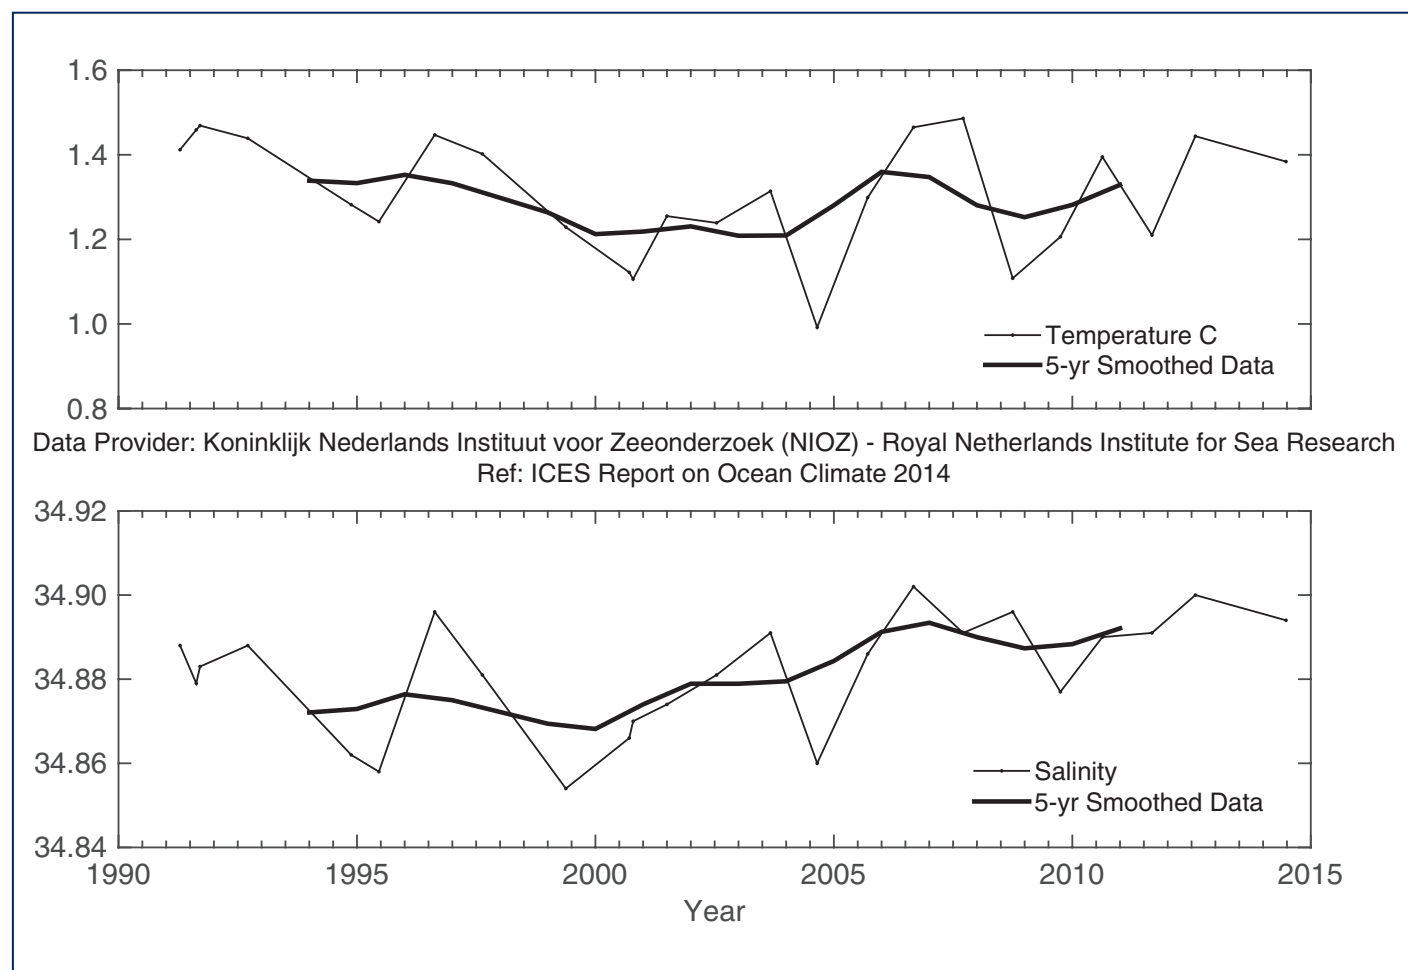 1.6
1.4
1.2
1.0
0.8
Temperature C
5-yr Smoothed Data
Data Provider: Koninklijk Nederlands Instituut voor Zeeonderzoek (NIOZ) - Royal Netherlands Institute for Sea Research
Ref: ICES Report on Ocean Climate 2014
34.92
34.90
34.88
34.86
34.84
Salinity
5-yr Smoothed Data
1990 1995 2000 2005 2010 2015
Year